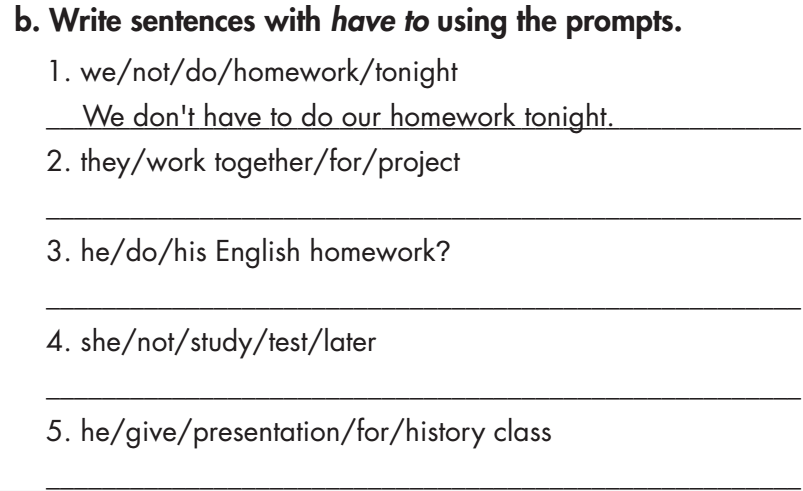 b. Write sentences with have to using the prompts.
1. we/not/do/homework/tonight
We don't have to do our homework tonight.
2. they/work together/for/project
3. he/do/his English homework?
4. she/not/study/test/later
5. he/give/presentation/for/history class